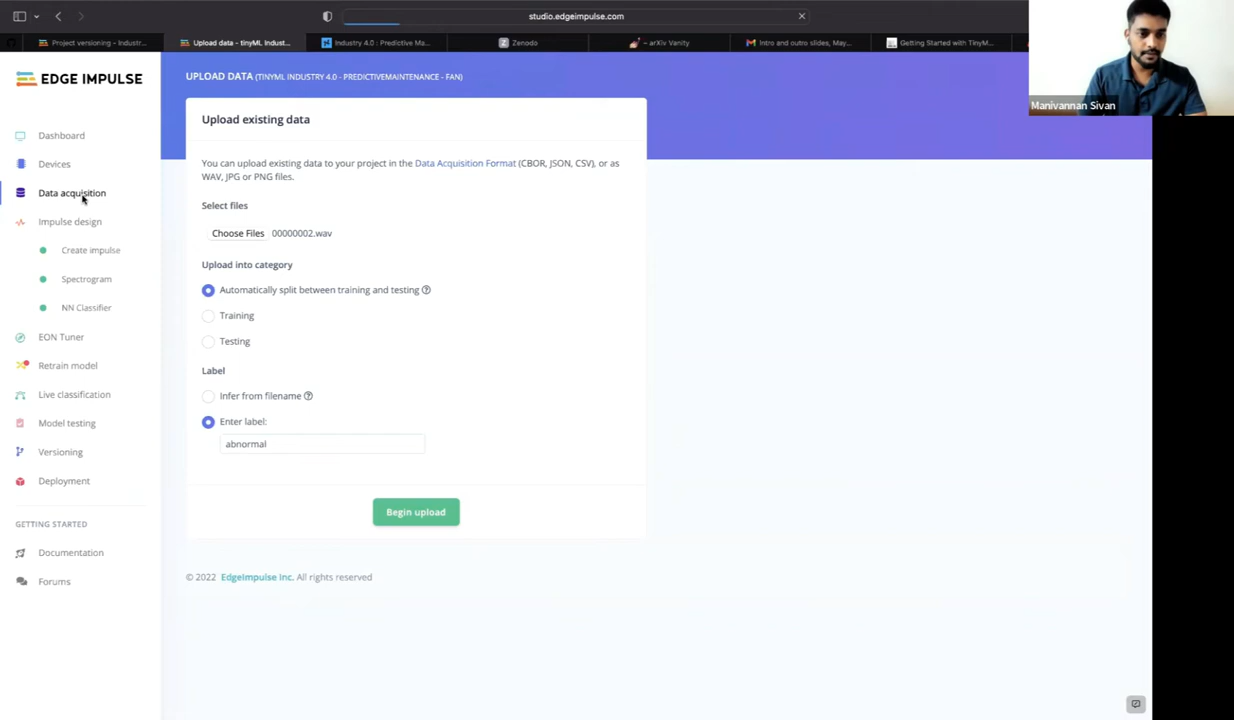 studio.edgeimpulse.com
Project versioning - Industr...
Upload data - tinyML Indust...
Industry 4.0 : Predictive Ma...
Zenodo
– arXiv Vanity
Intro and outro slides, May...
Getting Started with TinyM...
EDGE IMPULSE
Dashboard
Devices
Data acquisition
Impulse design
Create impulse
Spectrogram
NN Classifier
EON Tuner
Retrain model
Live classification
Model testing
Versioning
Deployment
GETTING STARTED
Documentation
Forums
UPLOAD DATA (TINYML INDUSTRY 4.0 - PREDICTIVEMAINTENANCE - FAN)
Upload existing data
You can upload existing data to your project in the Data Acquisition Format (CBOR, JSON, CSV), or as
WAV, JPG or PNG files.
Select files
Choose Files 00000002.wav
Upload into category
Automatically split between training and testing ?
Training
Testing
Label
Infer from filename ?
Enter label:
abnormal
Begin upload
© 2022 EdgeImpulse Inc. All rights reserved
Manivannan Sivan